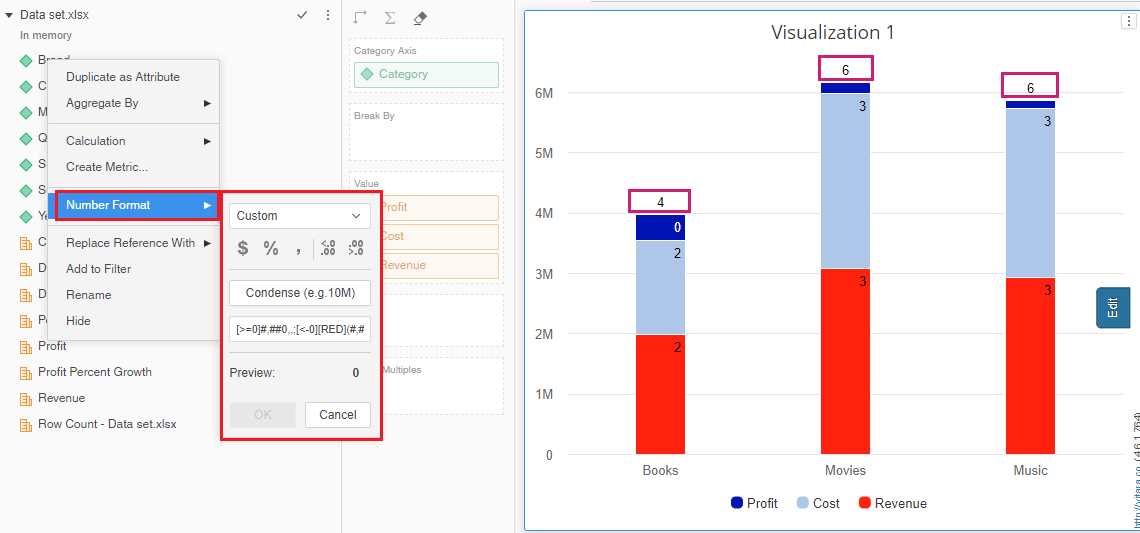 Data set.xlsx
In memory
Brand
Duplicate as Attribute
Aggregate By
Calculation
Create Metric...
Number Format
Replace Reference With
Add to Filter
Rename
Hide
Profit
Profit Percent Growth
Revenue
Row Count - Data set.xlsx
Custom
$ % , <.00 .0 .00 >.0
Condense (e.g.10M)
[>=0]#,##0,,;[<-0][RED](#,#
Preview: 0
OK Cancel
Category Axis
Category
Break By
Value
Profit
Cost
Revenue
Multiples
Visualization 1
6M
5M
4M
3M
2M
1M
0
4
0
2
2
6
3
3
6
3
3
Books Movies Music
Profit Cost Revenue
Edit
http://vitara.co (4.6.1.764)